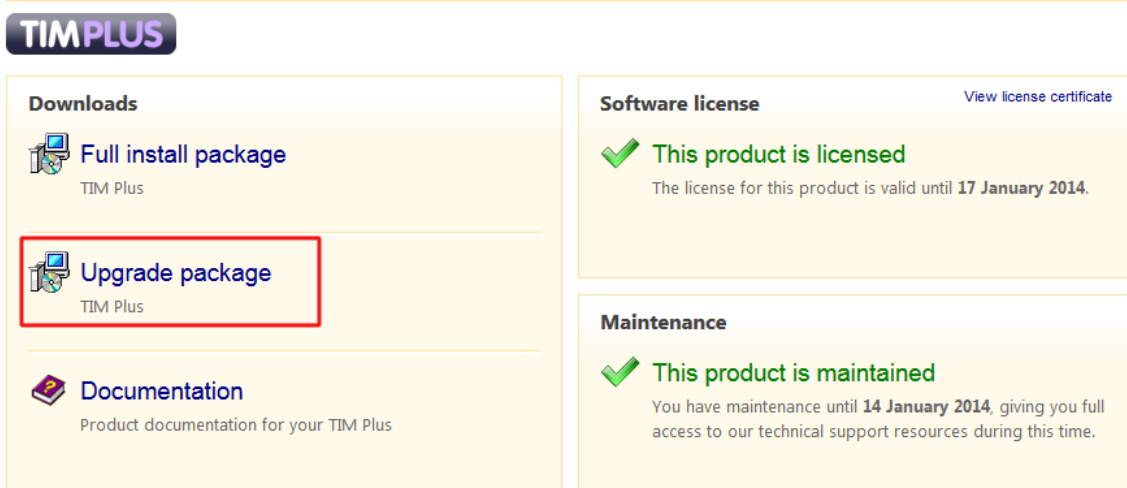 TIMPLUS
Downloads
Full install package
TIM Plus
Upgrade package
TIM Plus
Documentation
Product documentation for your TIM Plus
Software license
View license certificate
This product is licensed
The license for this product is valid until 17 January 2014.
Maintenance
This product is maintained
You have maintenance until 14 January 2014, giving you full
access to our technical support resources during this time.